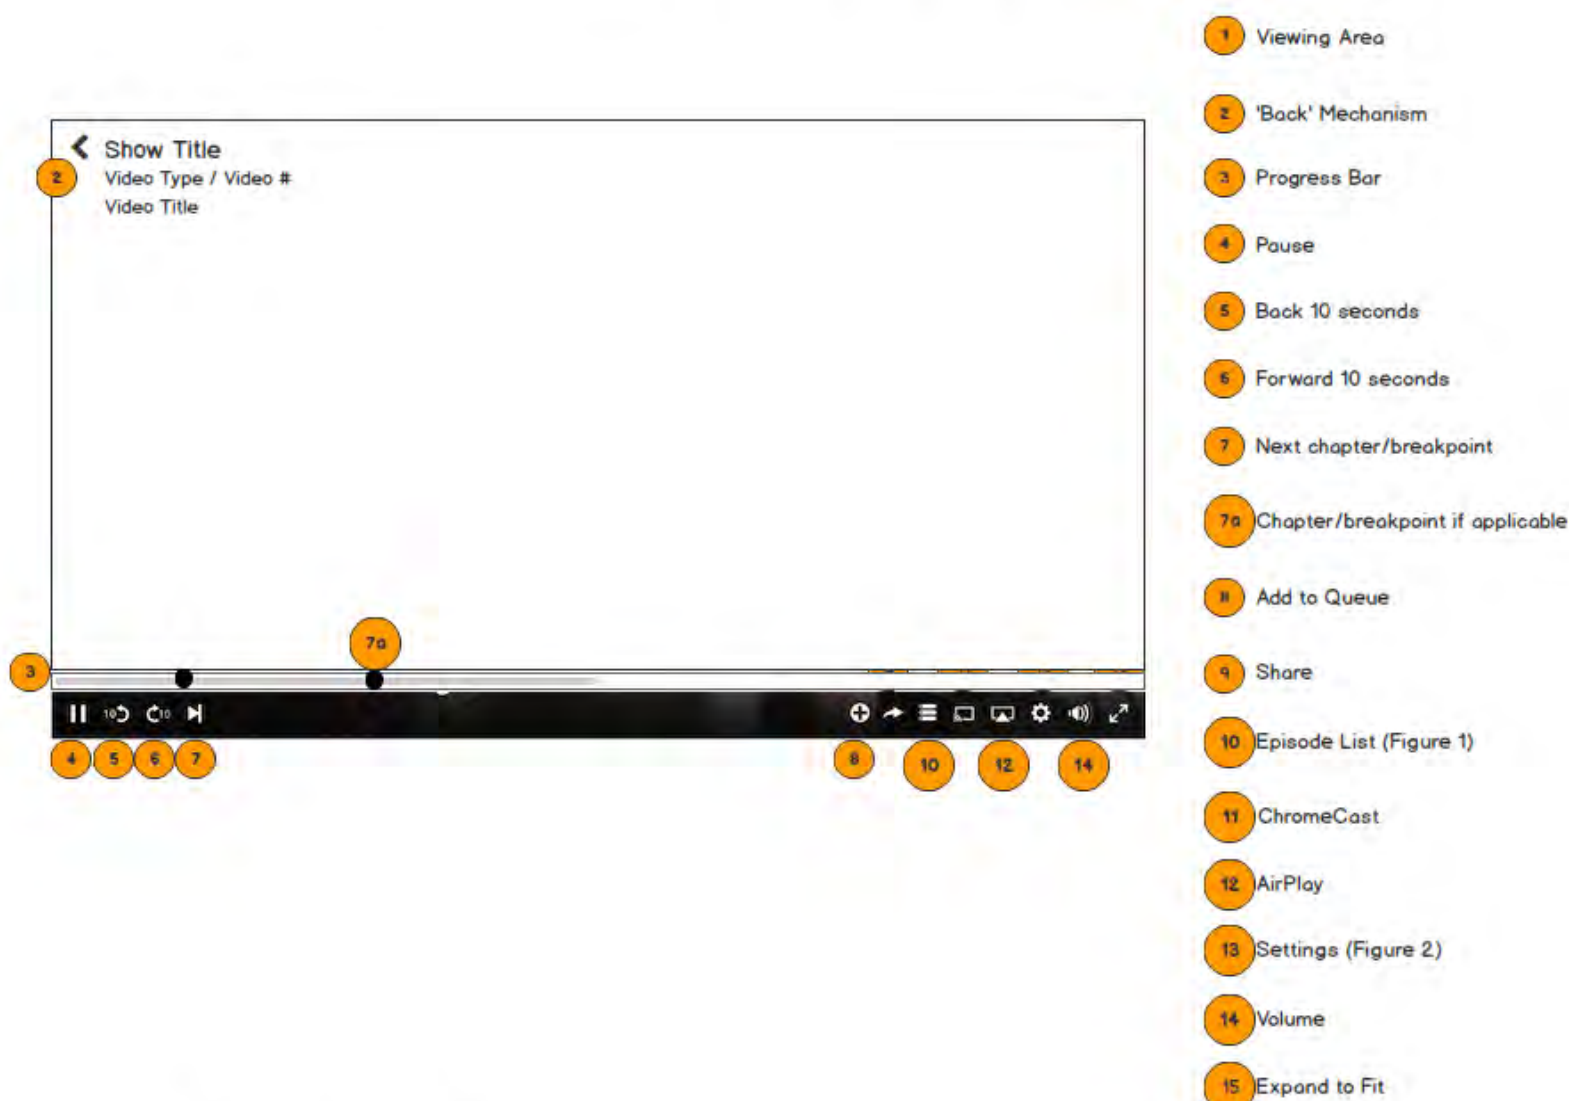 Show Title
2 Video Type / Video #
Video Title
7a
3
10 10
4 5 6 7 8 10 12 14
1 Viewing Area
2 'Back' Mechanism
3 Progress Bar
4 Pause
5 Back 10 seconds
6 Forward 10 seconds
7 Next chapter/breakpoint
7a Chapter/breakpoint if applicable
8 Add to Queue
9 Share
10 Episode List (Figure 1)
11 ChromeCast
12 AirPlay
13 Settings (Figure 2)
14 Volume
15 Expand to Fit